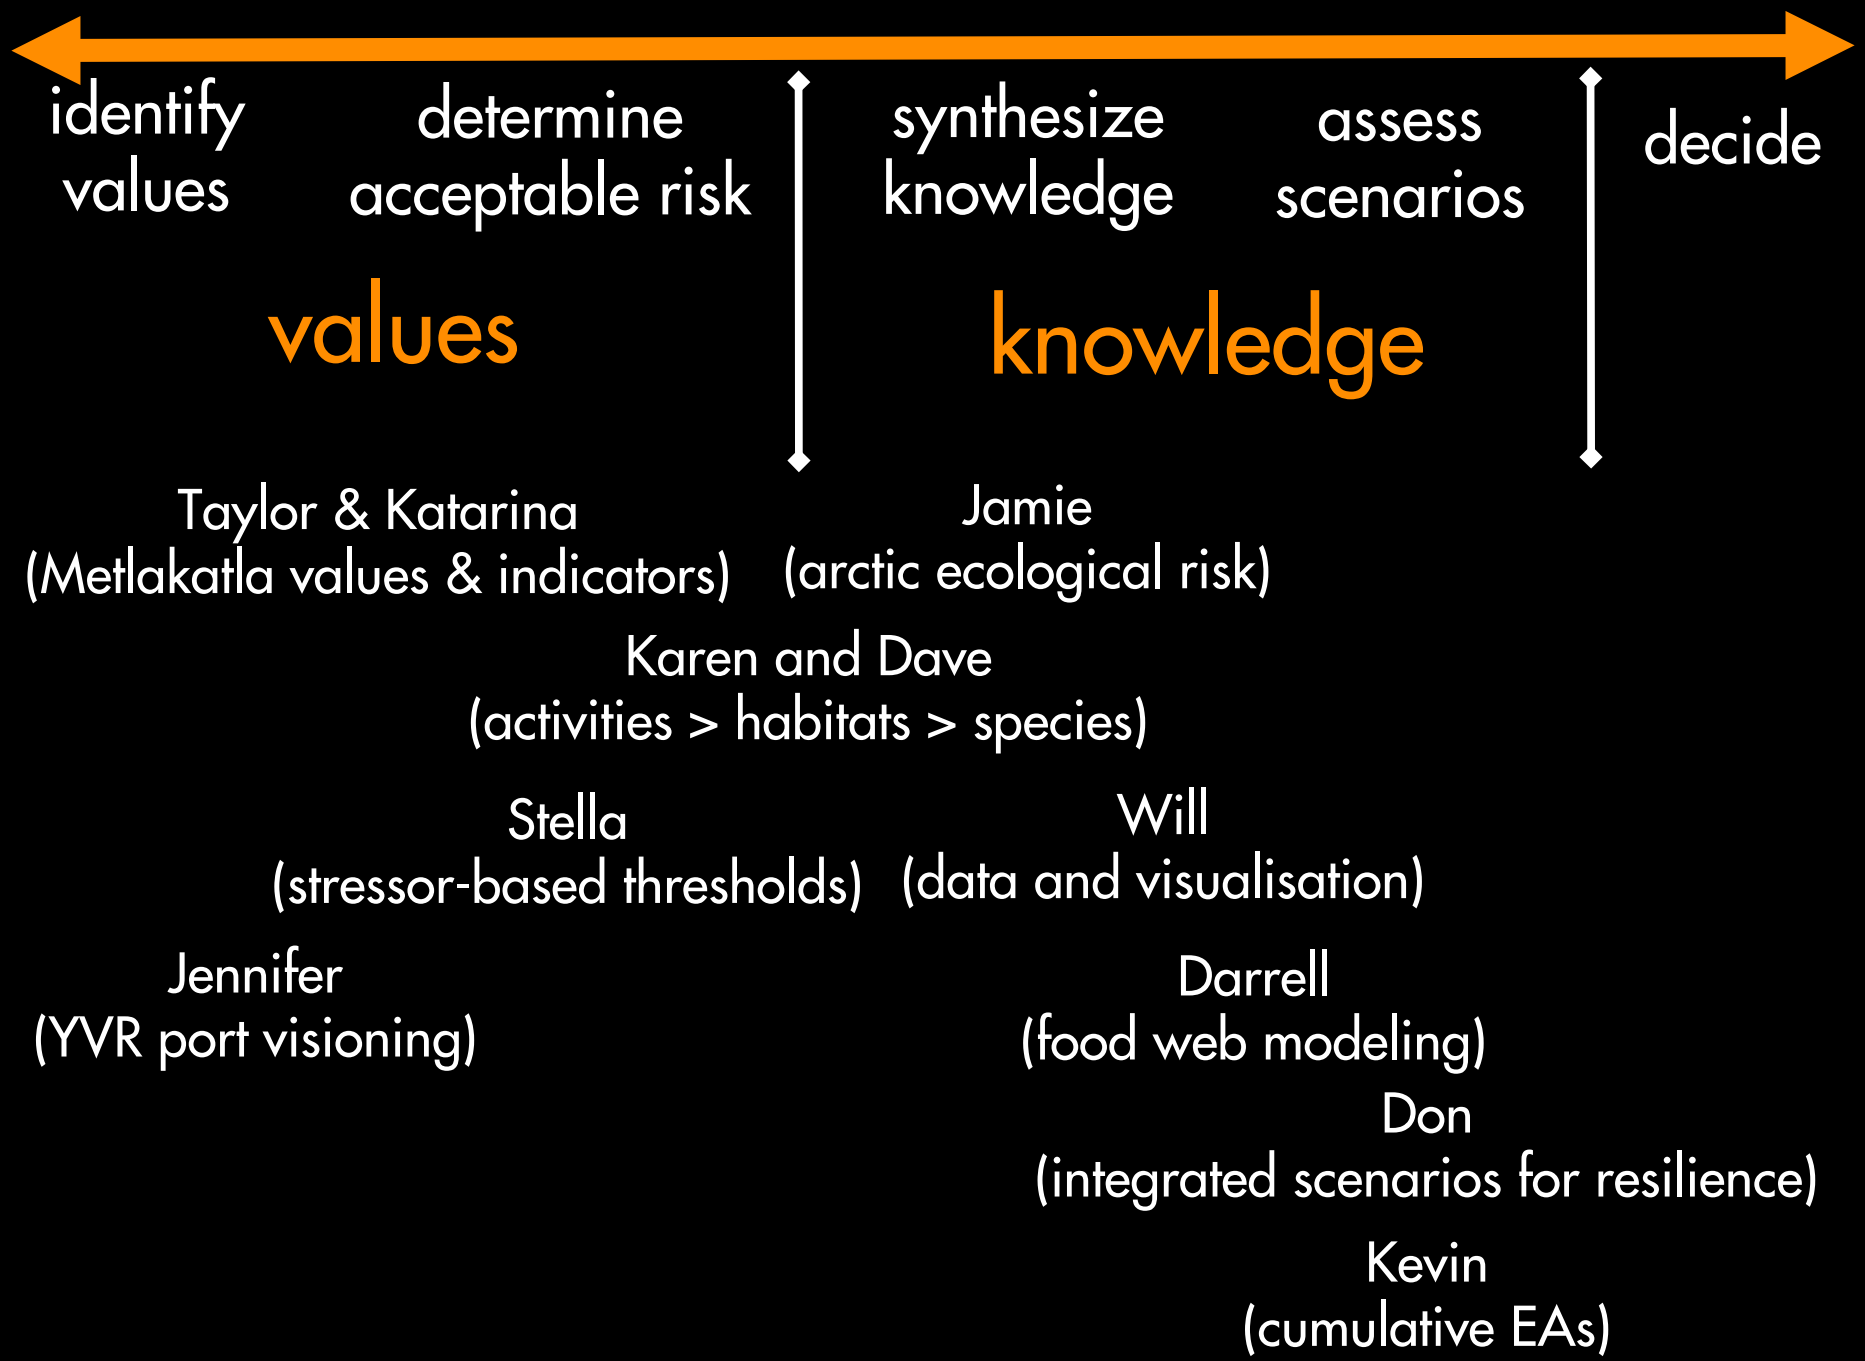 identify values
determine acceptable risk
synthesize knowledge
assess scenarios
decide
values
knowledge
Taylor & Katarina
(Metlakatla values & indicators)
Jamie
(arctic ecological risk)
Karen and Dave
(activities > habitats > species)
Stella
(stressor-based thresholds)
Will
(data and visualisation)
Jennifer
(YVR port visioning)
Darrell
(food web modeling)
Don
(integrated scenarios for resilience)
Kevin
(cumulative EAs)